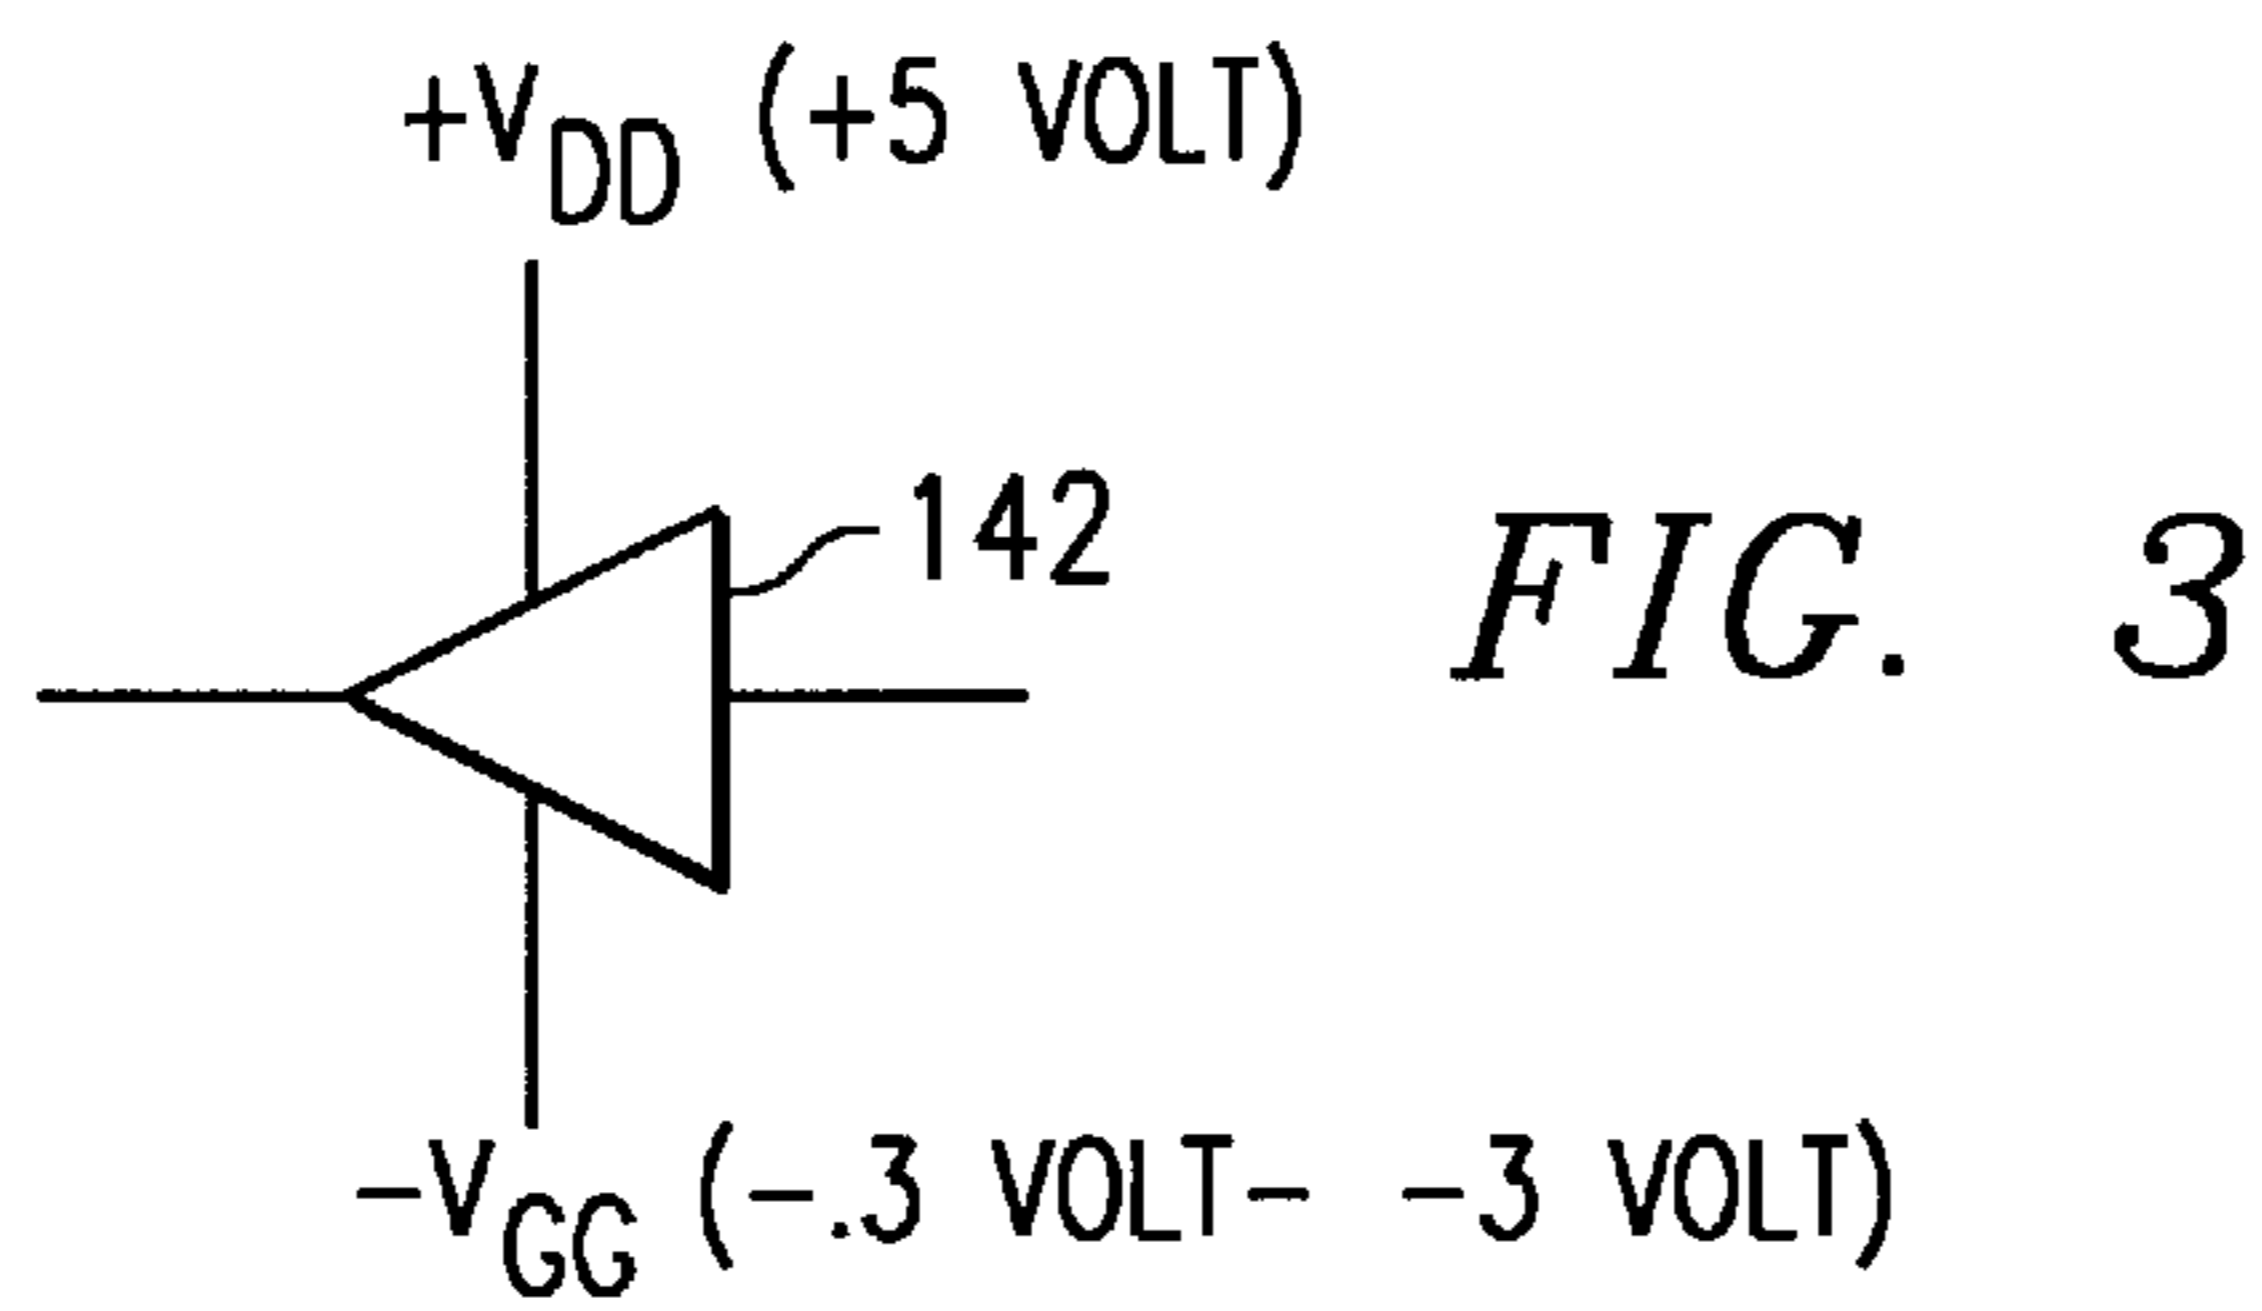 +VDD (+5 VOLT)
142
FIG. 3
-VGG (-.3 VOLT- -3 VOLT)